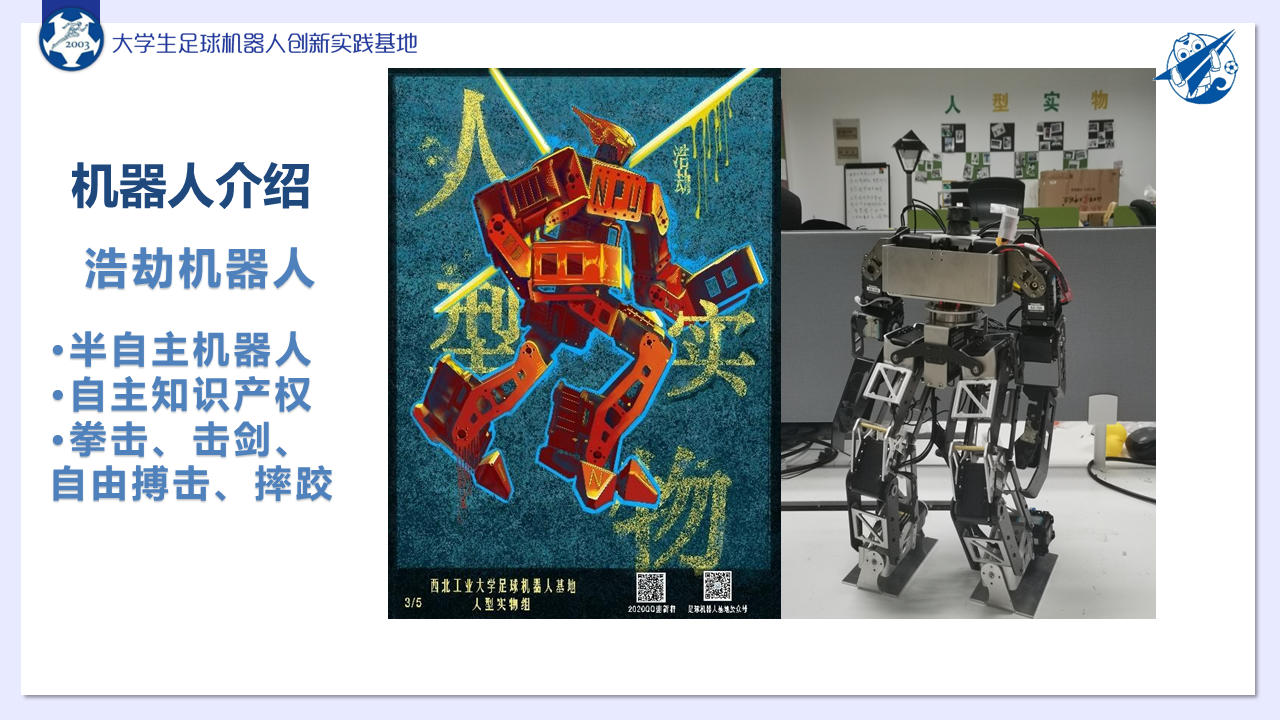 2003
大学生足球机器人创新实践基地
机器人介绍
浩劫机器人
•半自主机器人
•自主知识产权
•拳击、击剑、
自由搏击、摔跤
人
浩劫
NPU
型
实
物
N
西北工业大学足球机器人基地
人型实物组
3/5
2020QQ迎新群
足球机器人基地公众号
人 型 实 物